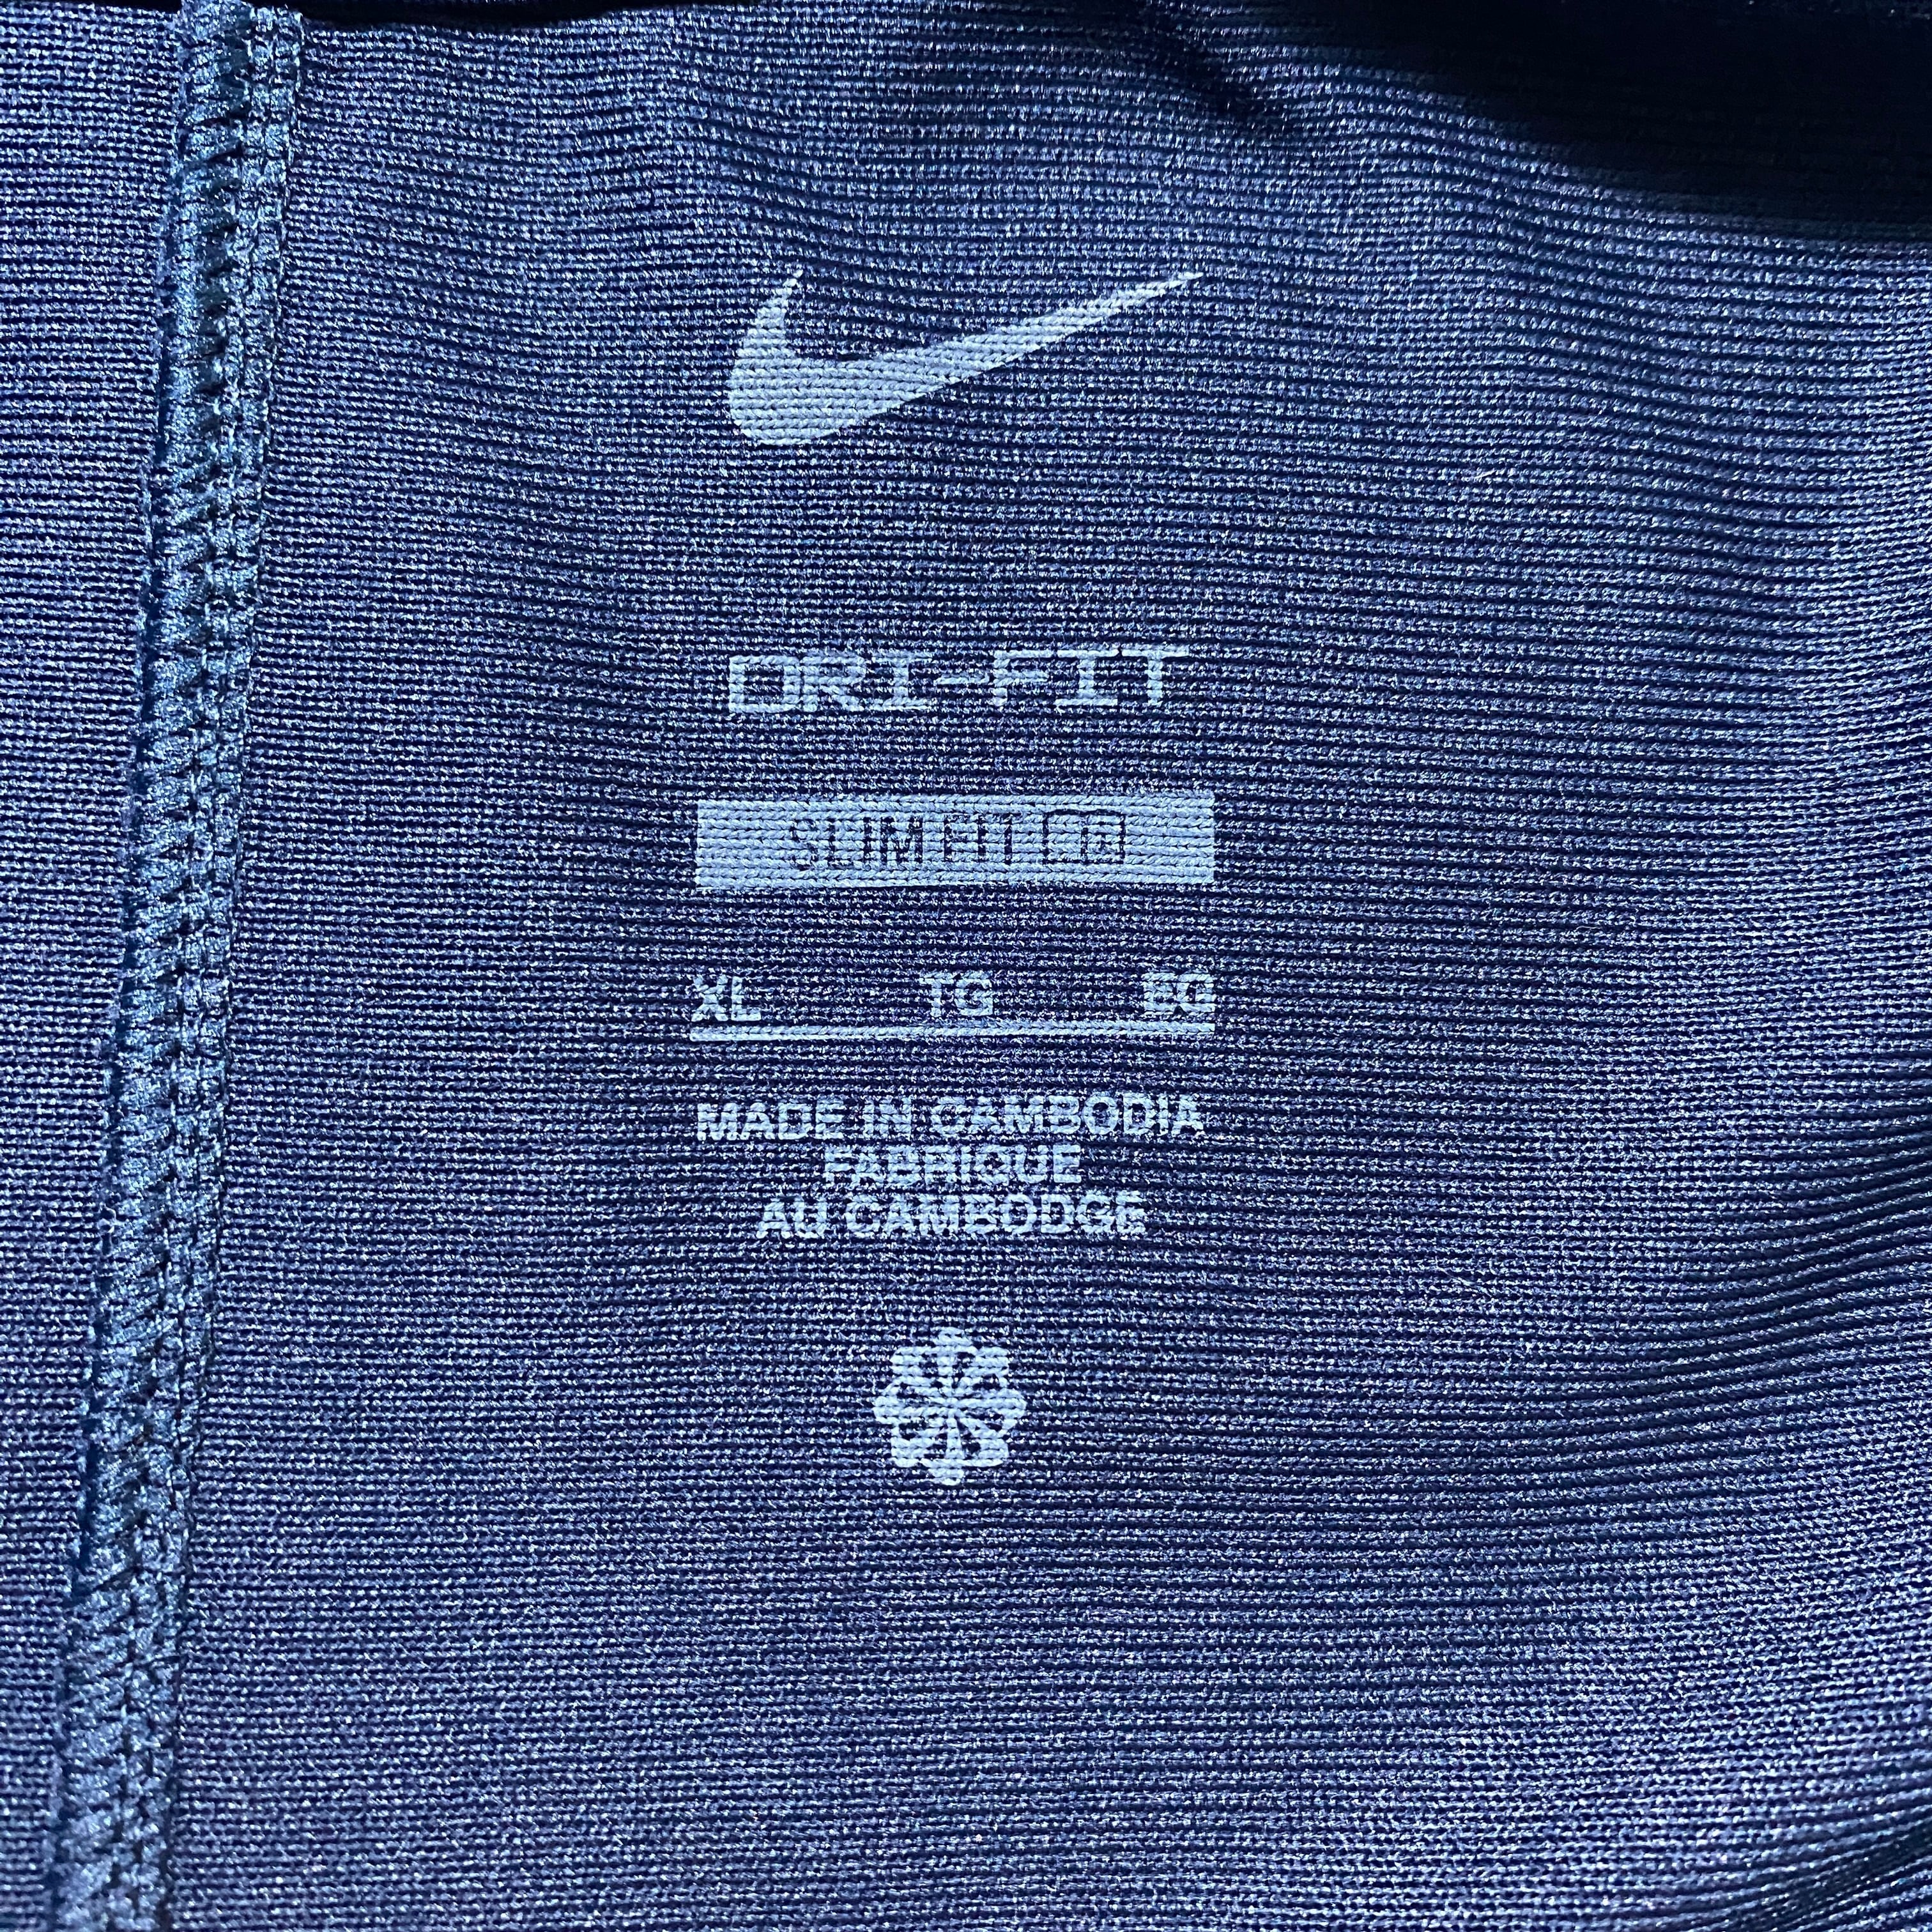 DRI-FIT
SLIM FIT
XL TG EG
MADE IN CAMBODIA
FABRIQUE
AU CAMBODGE